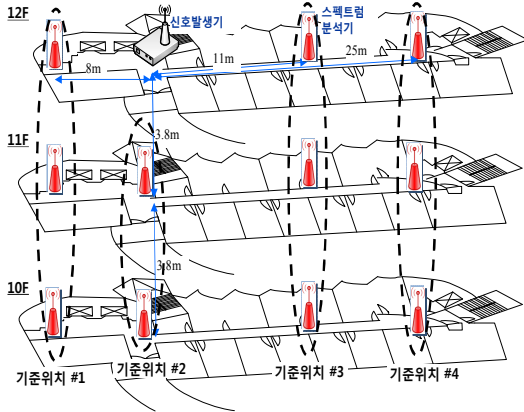 12F
신호발생기
스펙트럼
분석기
8m
11m
25m
3.8m
11F
3.8m
10F
기준위치 #1
기준위치 #2
기준위치 #3
기준위치 #4